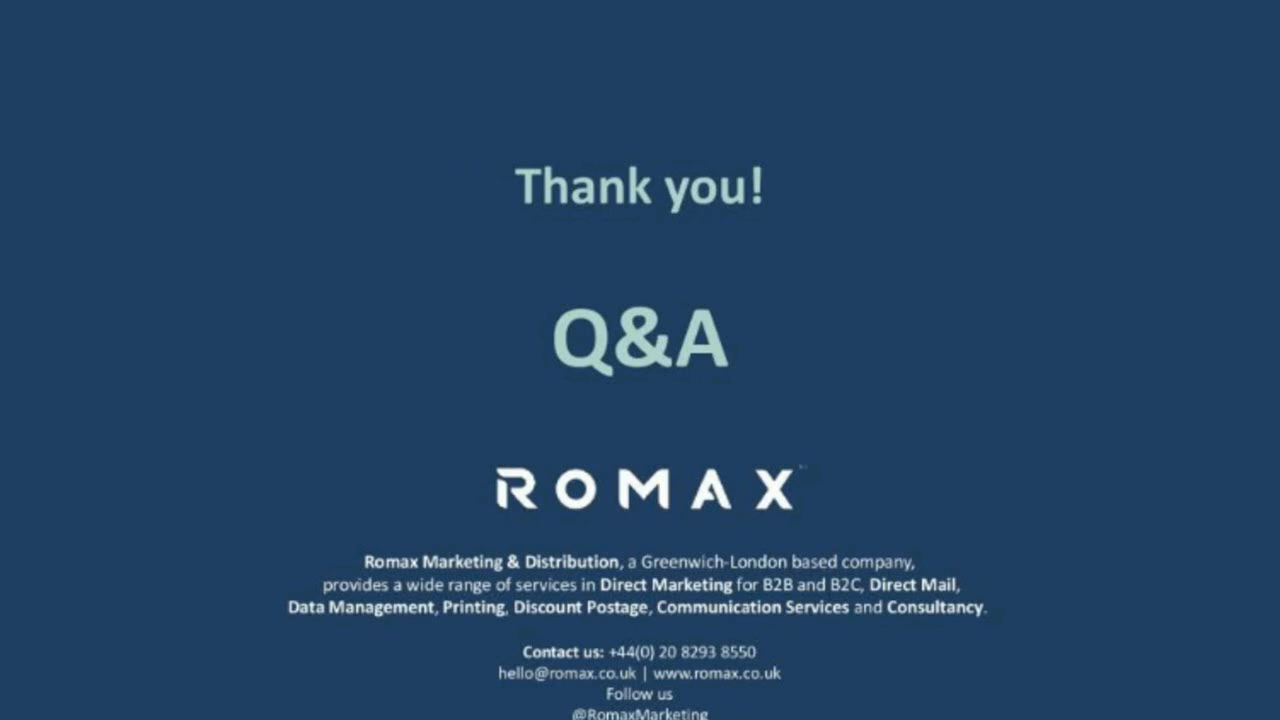 Thank you!
Q&A
ROMAX
Romax Marketing & Distribution, a Greenwich-London based company,
provides a wide range of services in Direct Marketing for B2B and B2C, Direct Mail,
Data Management, Printing, Discount Postage, Communication Services and Consultancy.
Contact us: +44(0) 20 8293 8550
hello@romax.co.uk | www.romax.co.uk
Follow us
@RomaxMarketing